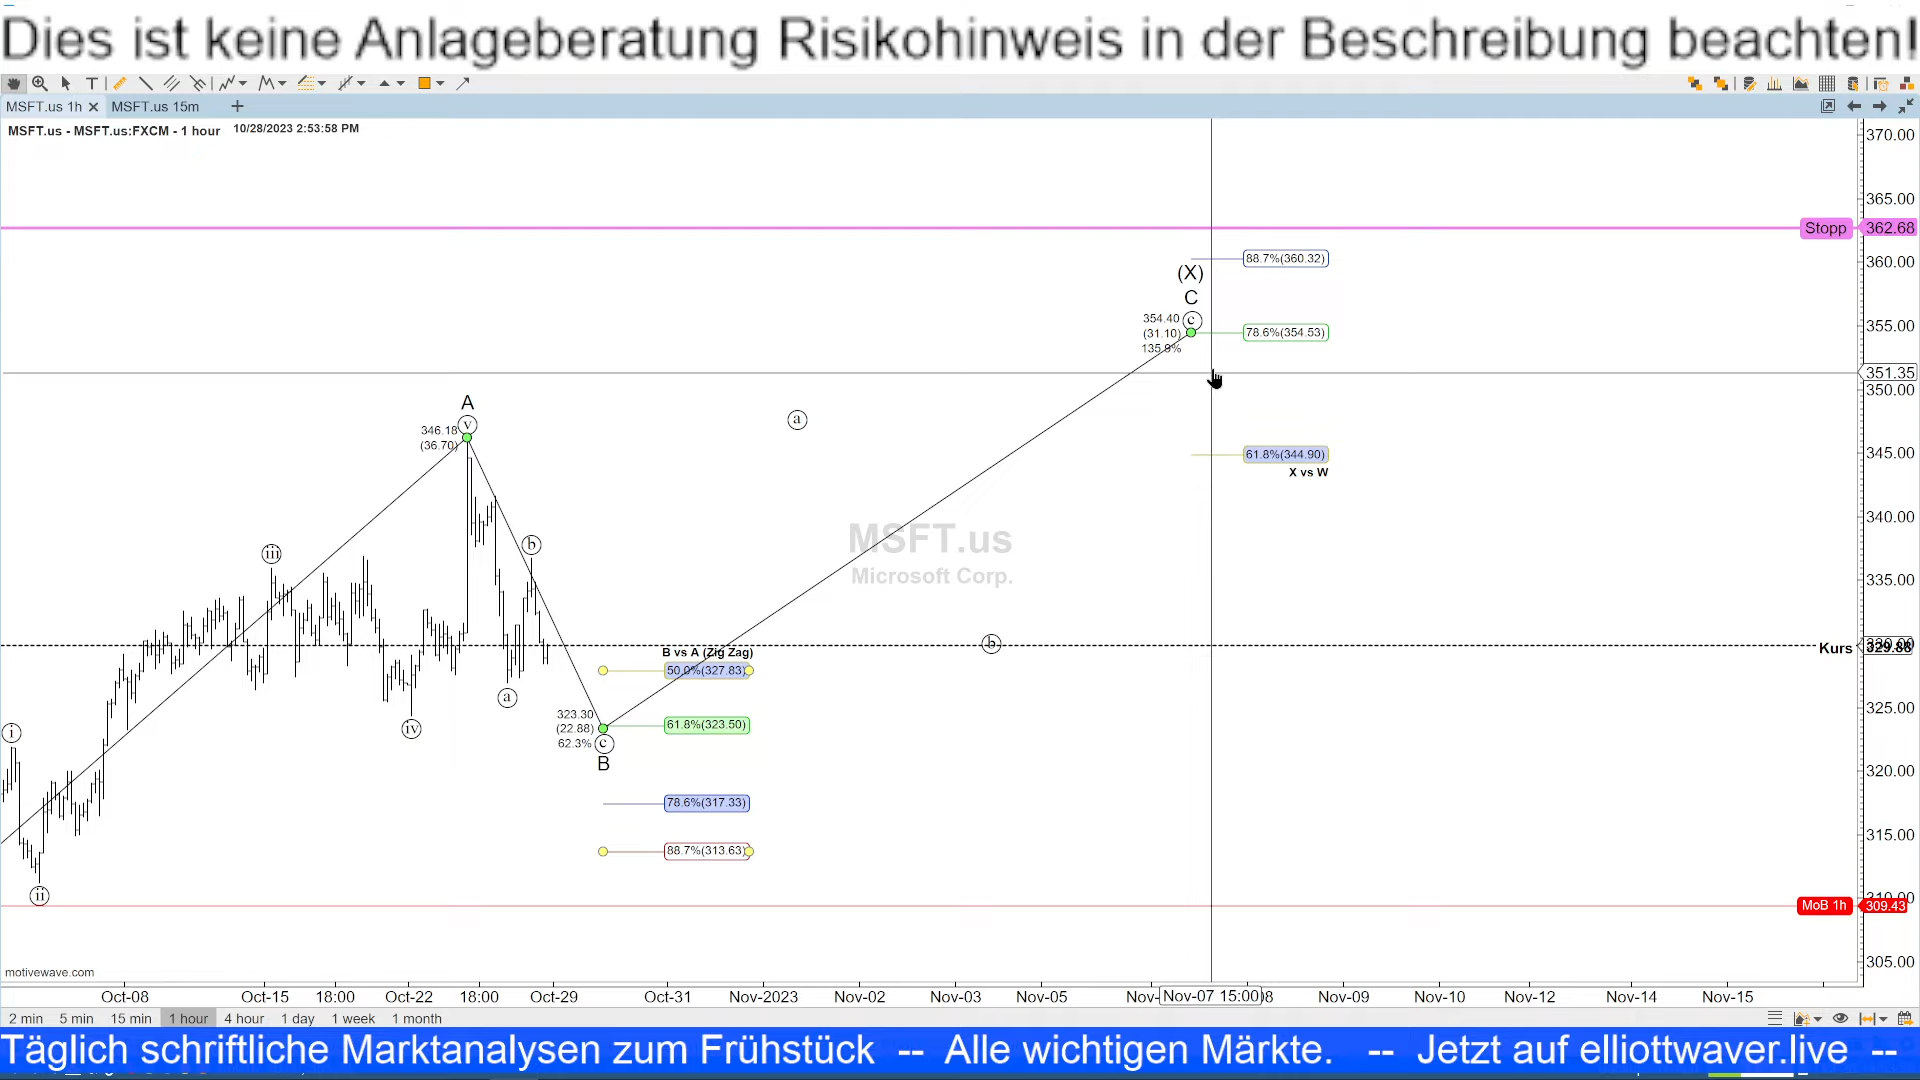 Dies ist keine Anlageberatung Risikohinweis in der Beschreibung beachten!
MSFT.us 1h
MSFT.us 15m
MSFT.us - MSFT.us:FXCM - 1 hour
10/28/2023 2:53:58 PM
370.00
365.00
Stopp 362.68
360.00
88.7%(360.32)
(X)
C
c
354.40
(31.10)
135.9%
78.6%(354.53)
355.00
351.35
350.00
A
v
346.18
(36.70)
a
61.8%(344.90)
X vs W
345.00
340.00
MSFT.us
Microsoft Corp.
iii
b
335.00
b
Kurs 329.88
B vs A (Zig Zag)
50.0%(327.83)
a
iv
i
323.30
(22.88)
62.3%
c
B
61.8%(323.50)
325.00
320.00
78.6%(317.33)
315.00
88.7%(313.63)
ii
310.00
MoB 1h 309.43
305.00
motivewave.com
Oct-08 Oct-15 18:00 Oct-22 18:00 Oct-29 Oct-31 Nov-2023 Nov-02 Nov-03 Nov-05 Nov-07 15:00 Nov-09 Nov-10 Nov-12 Nov-14 Nov-15
2 min 5 min 15 min 1 hour 4 hour 1 day 1 week 1 month
Täglich schriftliche Marktanalysen zum Frühstück -- Alle wichtigen Märkte. -- Jetzt auf elliottwaver.live --